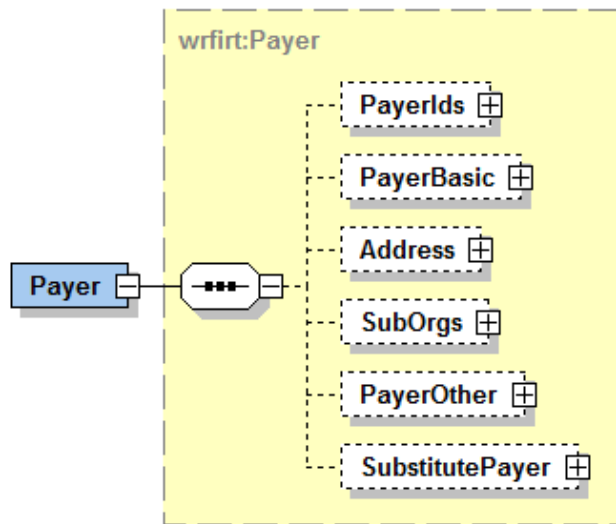 wrfirt:Payer
PayerIds
PayerBasic
Address
Payer
SubOrgs
PayerOther
SubstitutePayer